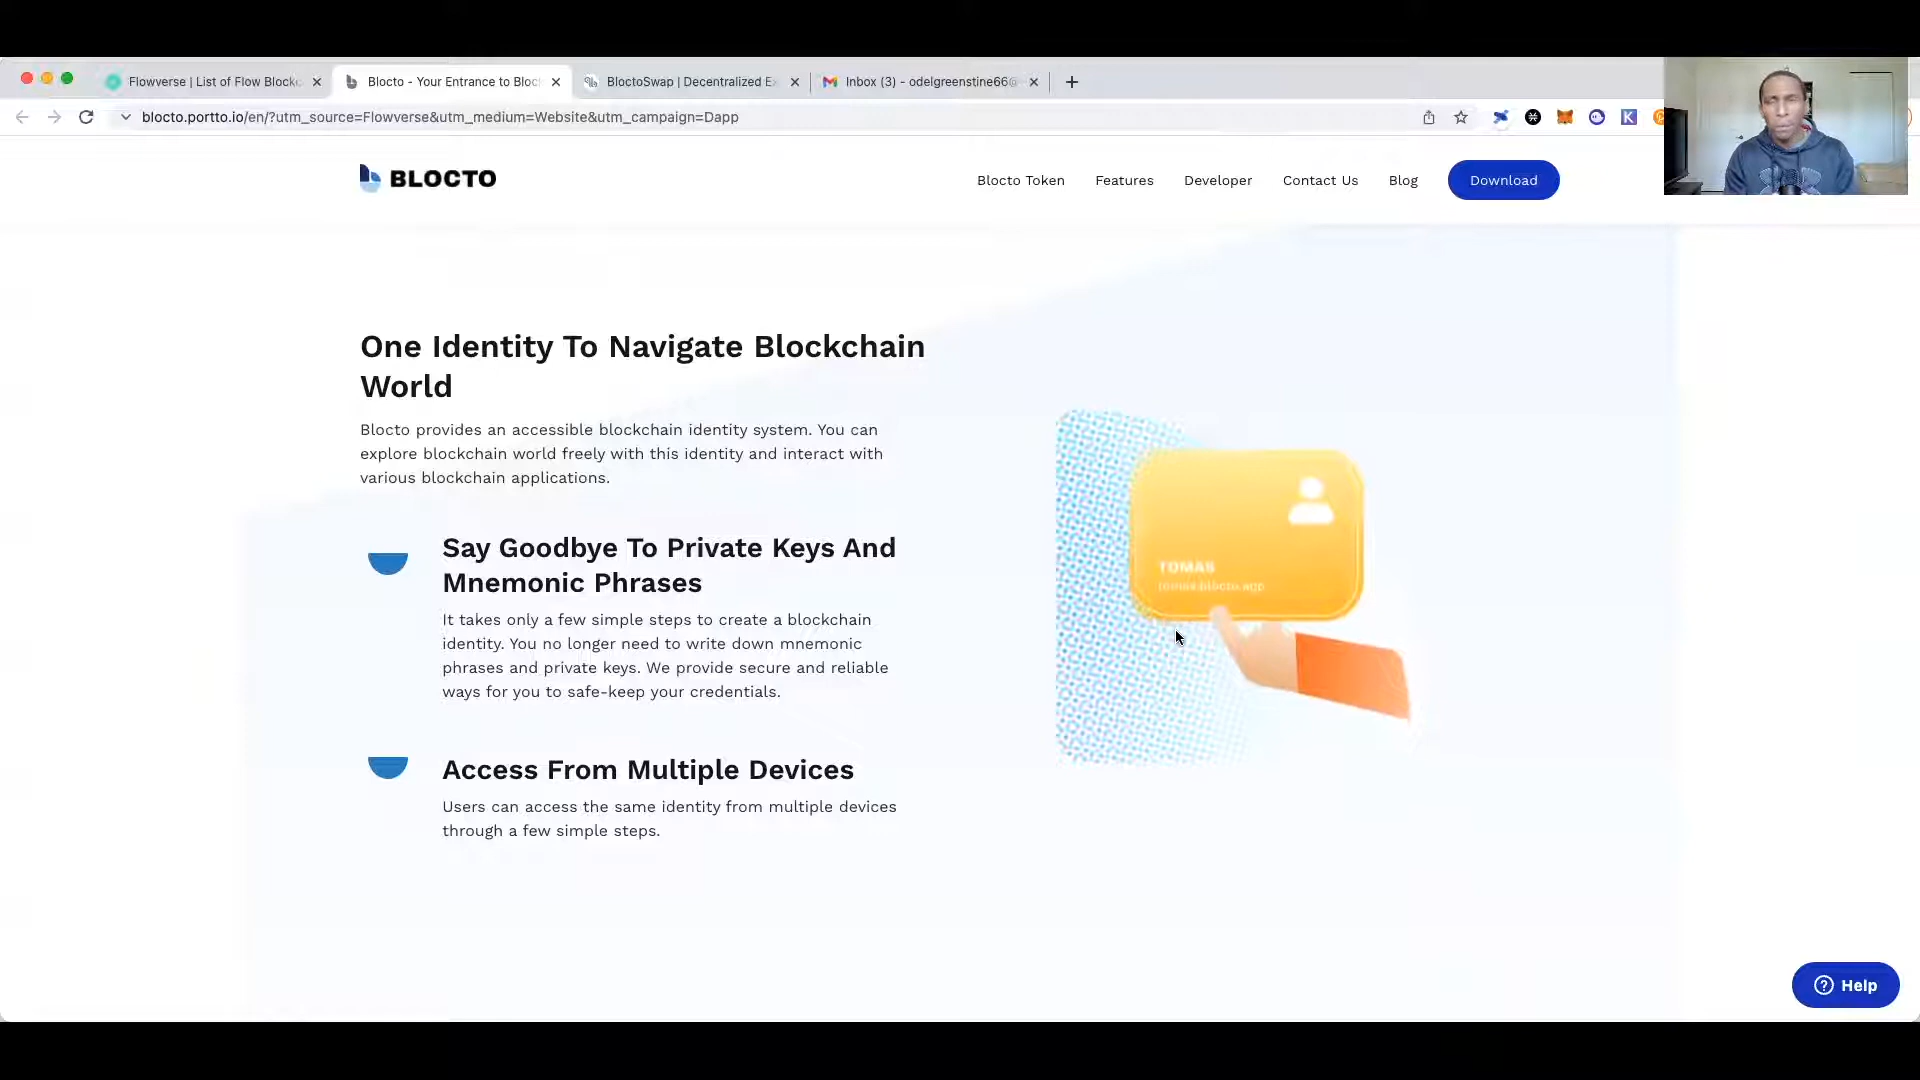 Flowverse | List of Flow Blockc
Blocto - Your Entrance to Bloc
BloctoSwap | Decentralized Ex
Inbox (3) - odelgreenstine66@
blocto.portto.io/en/?utm_source=Flowverse&utm_medium=Website&utm_campaign=Dapp
BLOCTO
Blocto Token
Features
Developer
Contact Us
Blog
Download
One Identity To Navigate Blockchain
World
Blocto provides an accessible blockchain identity system. You can
explore blockchain world freely with this identity and interact with
various blockchain applications.
Say Goodbye To Private Keys And
Mnemonic Phrases
It takes only a few simple steps to create a blockchain
identity. You no longer need to write down mnemonic
phrases and private keys. We provide secure and reliable
ways for you to safe-keep your credentials.
Access From Multiple Devices
Users can access the same identity from multiple devices
through a few simple steps.
TOMAS
tomas.blocto.app
Help